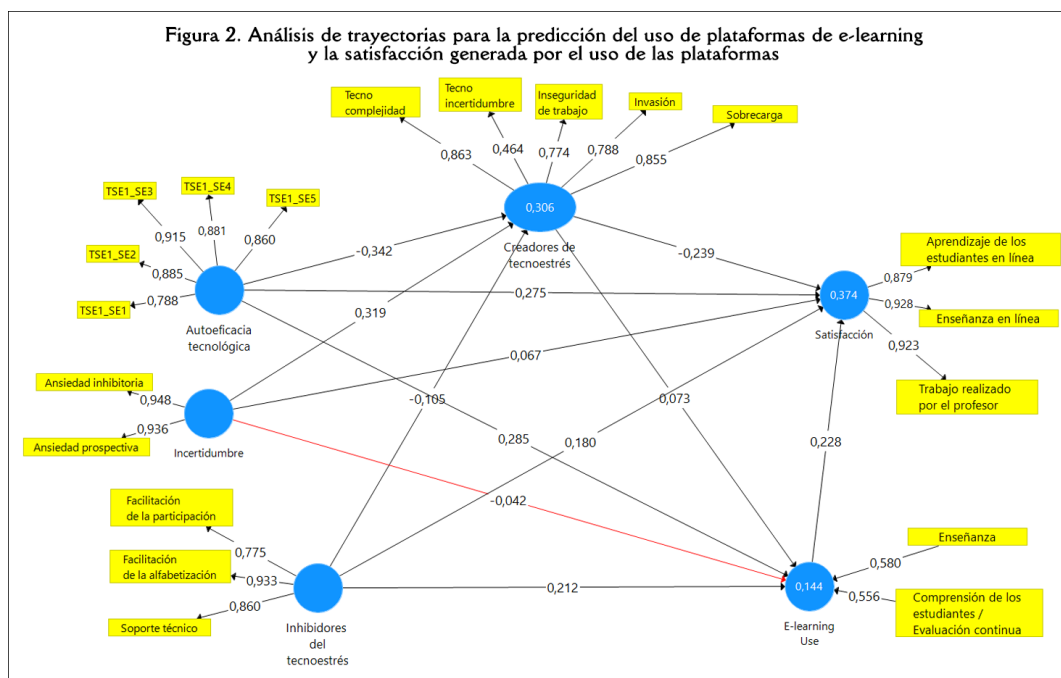 Figura 2. Análisis de trayectorias para la predicción del uso de plataformas de e-learning
y la satisfacción generada por el uso de las plataformas
Tecno
complejidad
Tecno
incertidumbre
Inseguridad
de trabajo
Invasión
Sobrecarga
0,863
0,464
0,774
0,788
0,855
0,306
Creadores de
tecnoestrés
TSE1_SE3
TSE1_SE4
TSE1_SE5
TSE1_SE2
TSE1_SE1
0,915
0,881
0,860
0,885
0,788
Autoeficacia
tecnológica
-0,342
0,319
-0,239
0,275
0,067
-0,105
0,073
0,285
0,180
-0,042
0,228
0,212
Aprendizaje de los
estudiantes en línea
0,879
0,374
0,928
Enseñanza en línea
Satisfacción
0,923
Trabajo realizado
por el profesor
Ansiedad inhibitoria
0,948
0,936
Ansiedad prospectiva
Incertidumbre
Facilitación
de la participación
0,775
Facilitación
de la alfabetización
0,933
0,860
Soporte técnico
Inhibidores
del
tecnoestrés
Enseñanza
0,580
0,144
0,556
Comprensión de los
estudiantes /
Evaluación continua
E-learning
Use